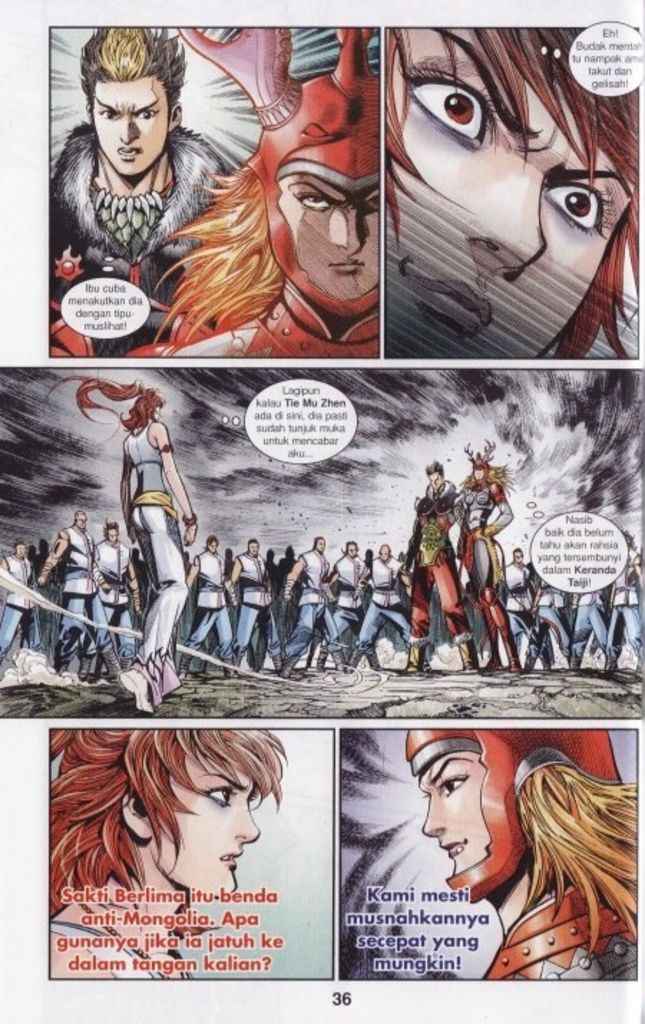 Ibu cuba
menakutkan dia
dengan tipu-
muslihat!
Eh!
Budak mentah
tu nampak
takut dan
gelisah!
Lagipun
kalau Tie Mu Zhen
ada di sini, dia pasti
sudah tunjuk muka
untuk mencabar
aku...
Nasib
baik dia belum
tahu akan rahsia
yang tersembunyi
dalam Keranda
Taiji!
Sakti Berlima itu benda
anti-Mongolia. Apa
gunanya jika ia jatuh ke
dalam tangan kalian?
Kami mesti
musnahkannya
secepat yang
mungkin!
36